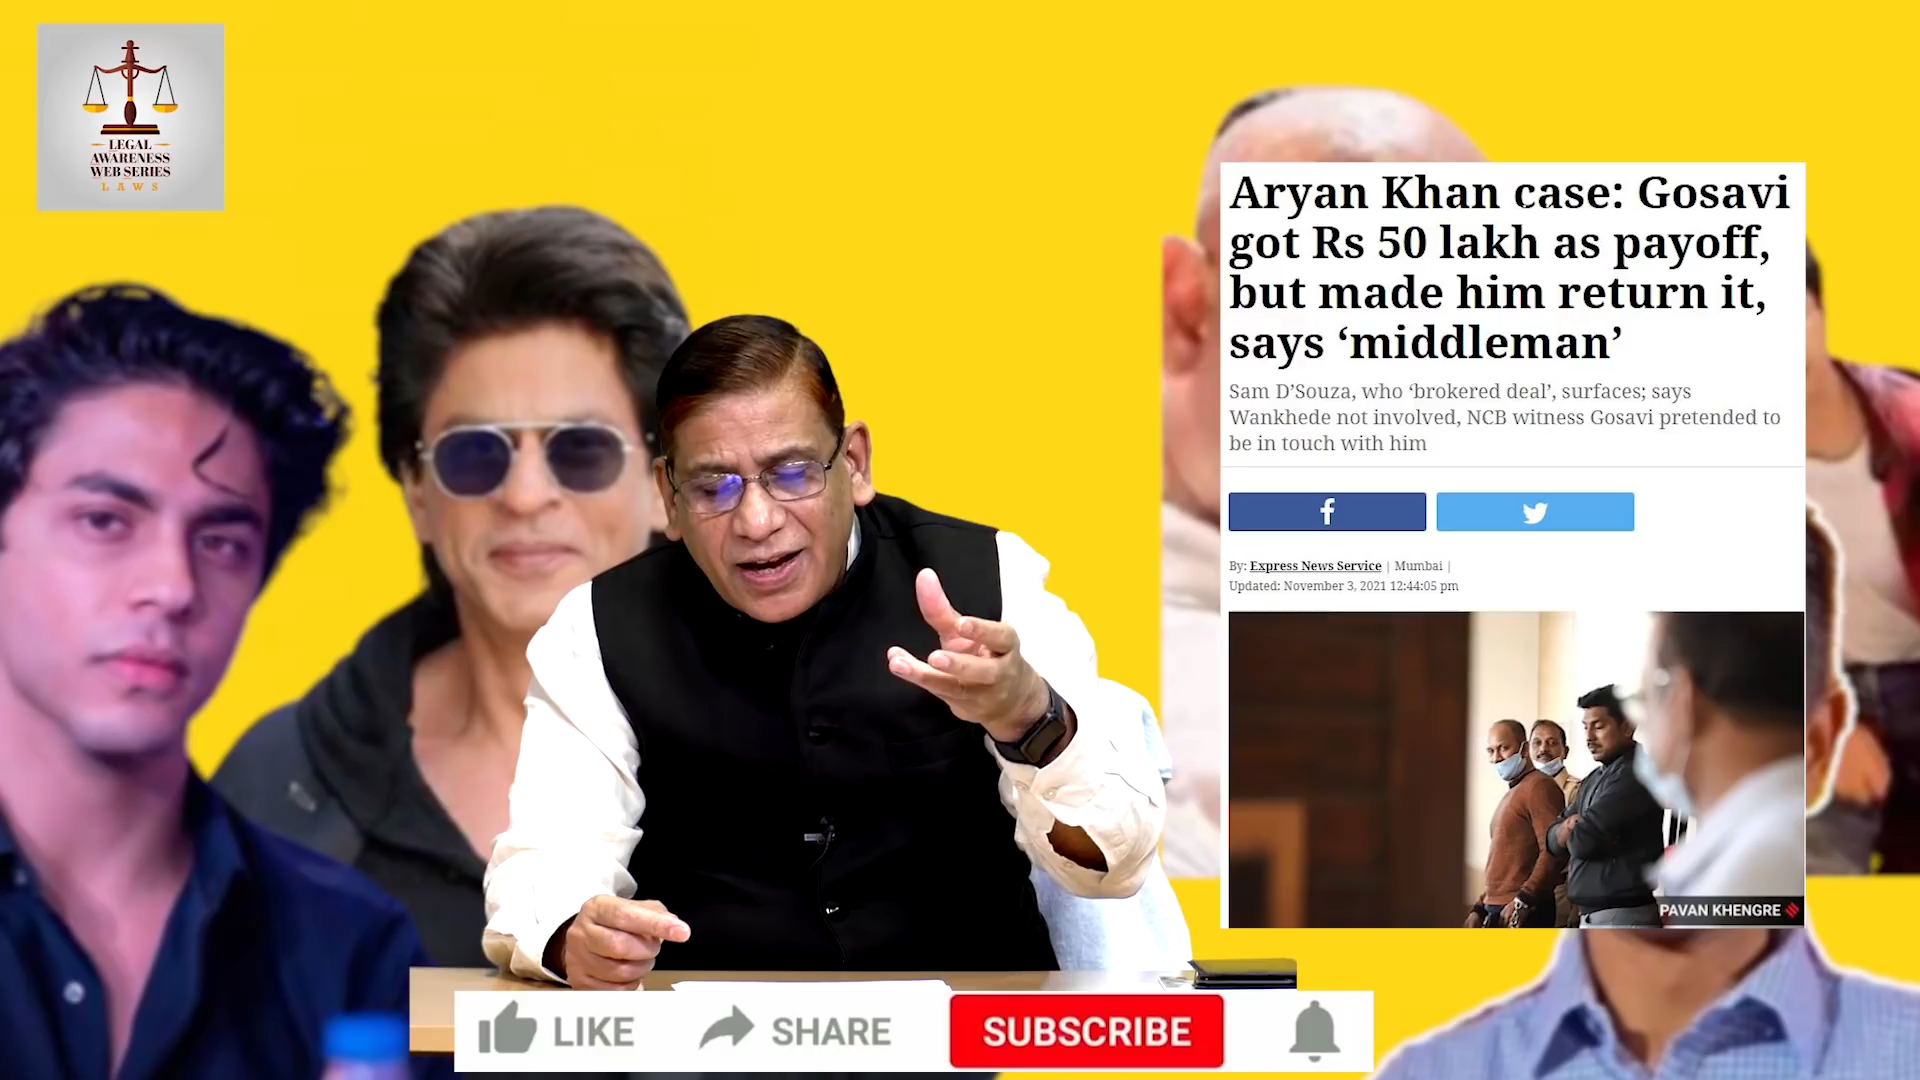 LEGAL
AWARENESS
WEB SERIES
LAWS
Aryan Khan case: Gosavi
got Rs 50 lakh as payoff,
but made him return it,
says ‘middleman’
Sam D’Souza, who ‘brokered deal’, surfaces; says
Wankhede not involved, NCB witness Gosavi pretended to
be in touch with him
By: Express News Service | Mumbai |
Updated: November 3, 2021 12:44:05 pm
PAVAN KHENGRE
LIKE
SHARE
SUBSCRIBE